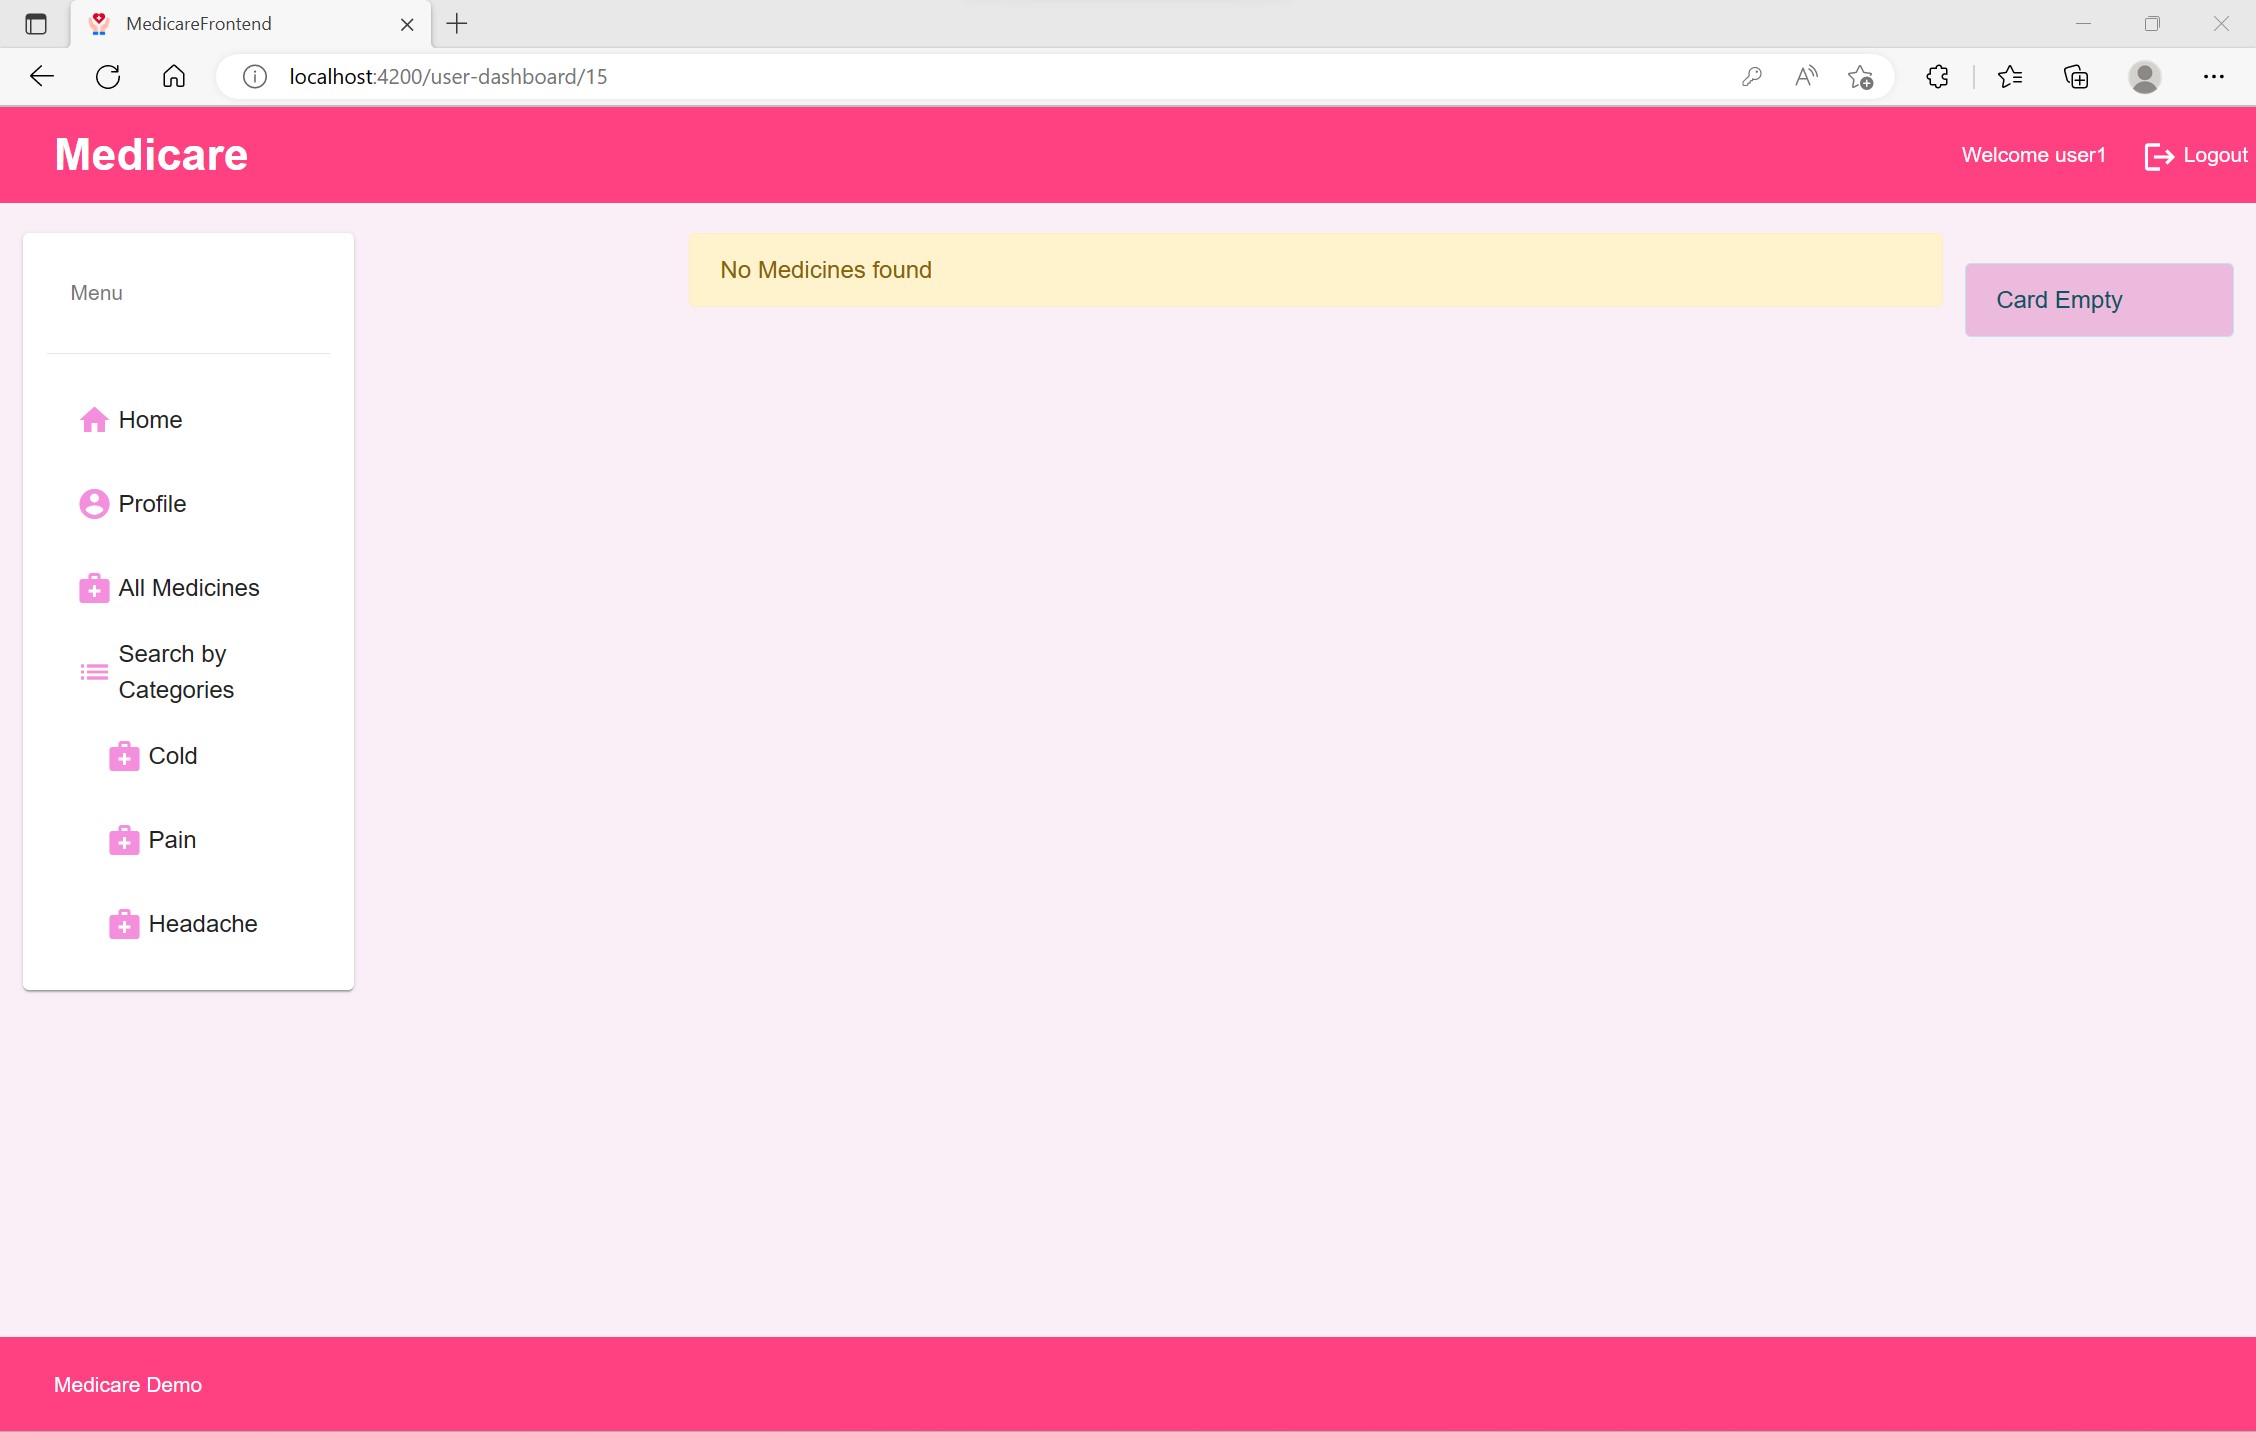 MedicareFrontend
localhost:4200/user-dashboard/15
Medicare
Welcome user1
Logout
Menu
Home
Profile
All Medicines
Search by
Categories
Cold
Pain
Headache
No Medicines found
Card Empty
Medicare Demo